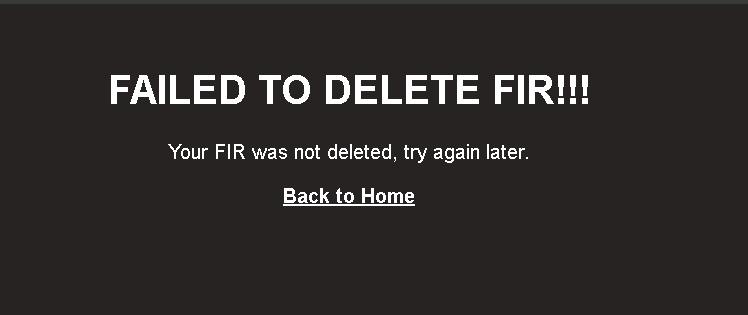 FAILED TO DELETE FIR!!!
Your FIR was not deleted, try again later.
Back to Home